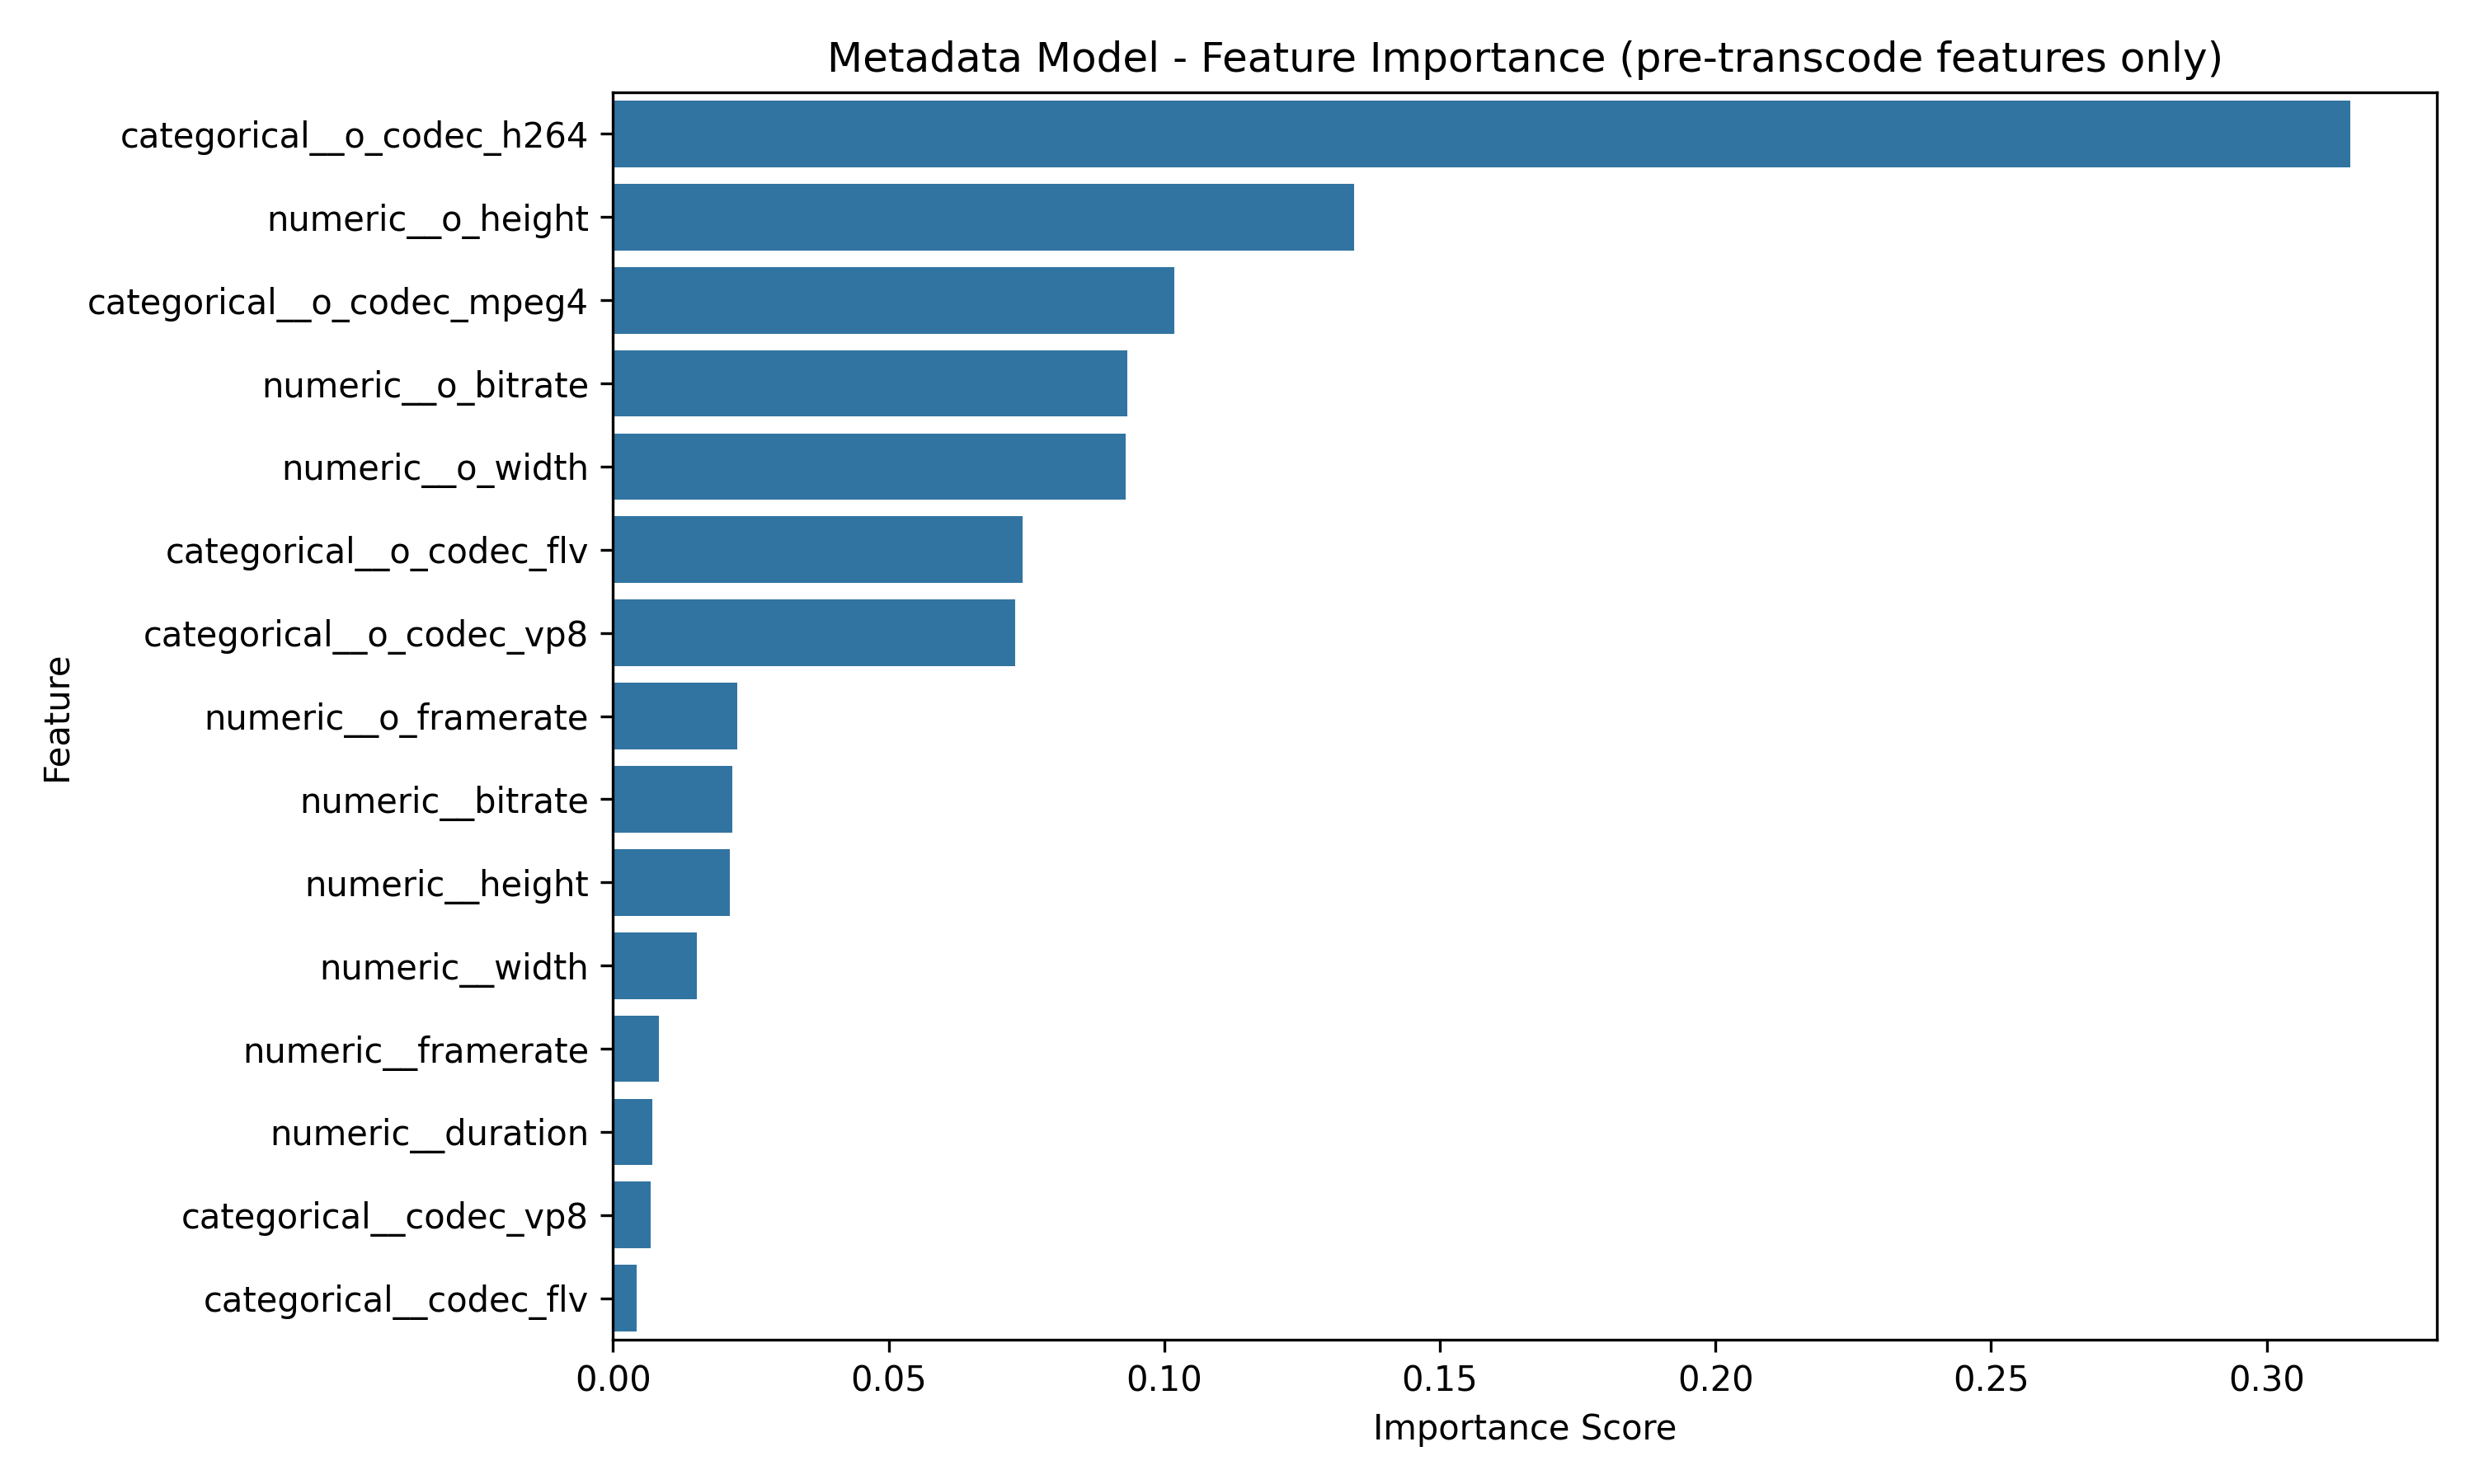 Metadata Model - Feature Importance (pre-transcode features only)
categorical__o_codec_h264
numeric__o_height
categorical__o_codec_mpeg4
numeric__o_bitrate
numeric__o_width
categorical__o_codec_flv
categorical__o_codec_vp8
numeric__o_framerate
numeric__bitrate
numeric__height
numeric__width
numeric__framerate
numeric__duration
categorical__codec_vp8
categorical__codec_flv
Feature
0.00 0.05 0.10 0.15 0.20 0.25 0.30
Importance Score